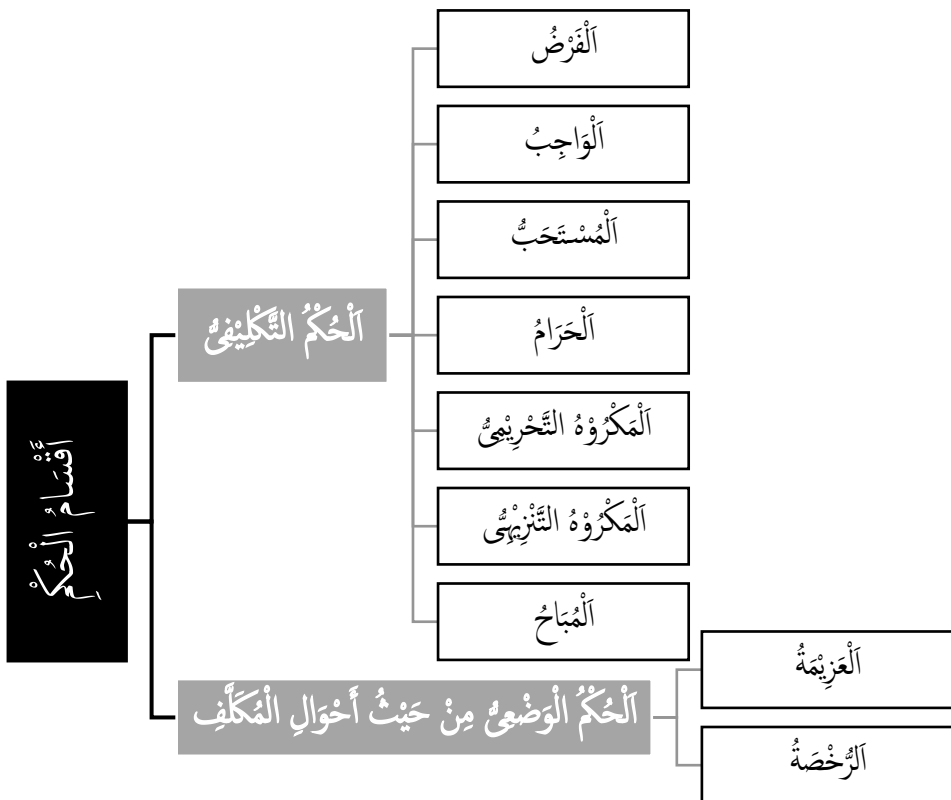 أَقْسَامُ الْحُكْمِ
اَلْحُكْمُ التَّكْلِيْفِىُّ
اَلْفَرْضُ
اَلْوَاجِبُ
اَلْمُسْتَحَبُّ
اَلْحَرَامُ
اَلْمَكْرُوْهُ التَّحْرِيْمِىُّ
اَلْمَكْرُوْهُ التَّنْزِيْهِىُّ
اَلْمُبَاحُ
اَلْحُكْمُ الْوَضْعِىُّ مِنْ حَيْثُ أَحْوَالِ الْمُكَلَّفِ
اَلْعَزِيْمَةُ
اَلرُّخْصَةُ